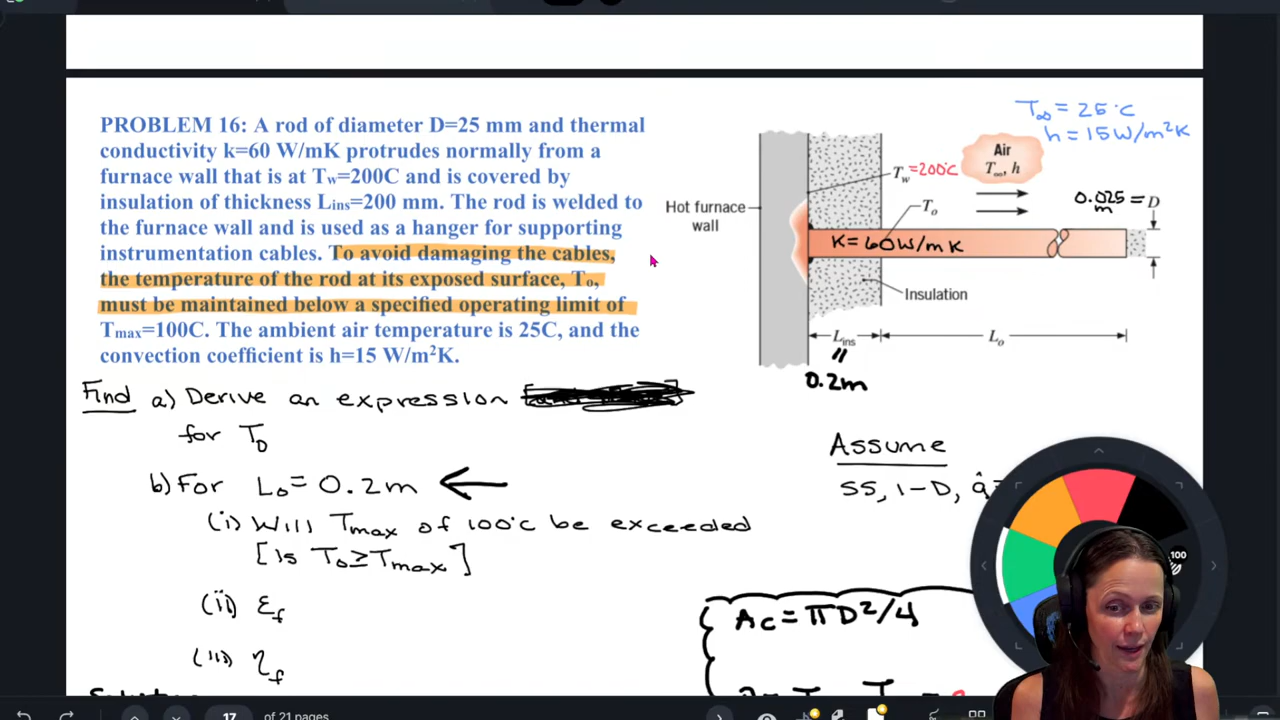 PROBLEM 16: A rod of diameter D=25 mm and thermal
conductivity k=60 W/mK protrudes normally from a
furnace wall that is at Tw=200C and is covered by
insulation of thickness Lins=200 mm. The rod is welded to
the furnace wall and is used as a hanger for supporting
instrumentation cables. To avoid damaging the cables,
the temperature of the rod at its exposed surface, To,
must be maintained below a specified operating limit of
Tmax=100C. The ambient air temperature is 25C, and the
convection coefficient is h=15 W/m²K.
T∞ = 25°C
h = 15 W/m²K
Air
T∞, h
Tw =200°C
To
0.025 m = D
Hot furnace
wall
K = 60 W/m K
Insulation
Lins
Lo
"
0.2m
Find a) Derive an expression
for To
b) For Lo = 0.2m
(i) Will Tmax of 100°C be exceeded
[Is To ≥ Tmax]
(ii) εf
(iii) ηf
Assume
SS, 1-D, q̇
Ac = πD²/4
100
17 of 21 pages